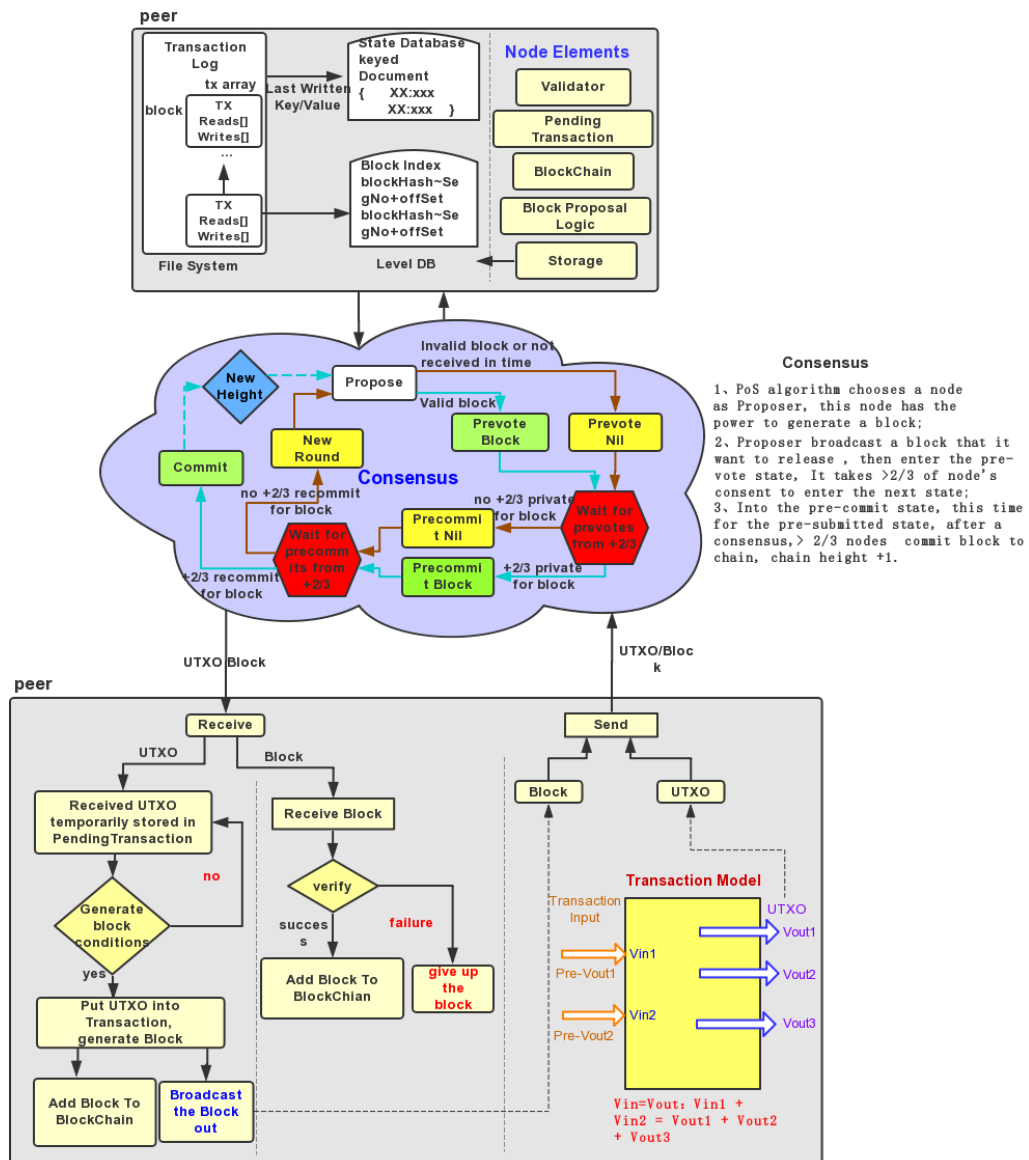 peer
Transaction
Log
tx array
block
TX
Reads[]
Writes[]
...
TX
Reads[]
Writes[]
File System
Last Written
Key/Value
State Database
keyed
Document
{ XX:xxx
XX:xxx }
Block Index
blockHash~Se
gNo+offSet
blockHash~Se
gNo+offSet
Level DB
Node Elements
Validator
Pending
Transaction
BlockChain
Block Proposal
Logic
Storage
New
Height
Propose
Invalid block or not
received in time
Valid block
Prevote
Block
Prevote
Nil
New
Round
Commit
Consensus
no +2/3 recommit
for block
no +2/3 private
for block
Wait for
prevotes
from +2/3
Precommi
t Nil
Wait for
precomm
its from
+2/3
Precommi
t Block
+2/3 private
for block
+2/3 recommit
for block
Consensus
1、PoS algorithm chooses a node
as Proposer, this node has the
power to generate a block;
2、Proposer broadcast a block that it
want to release , then enter the pre-
vote state, It takes >2/3 of node's
consent to enter the next state;
3、Into the pre-commit state, this time
for the pre-submitted state, after a
consensus,> 2/3 nodes commit block to
chain, chain height +1.
UTXO Block
UTXO/Bloc
k
peer
Receive
UTXO
Block
Received UTXO
temporarily stored in
PendingTransaction
no
Generate
block
conditions
yes
Put UTXO into
Transaction,
generate Block
Add Block To
BlockChain
Broadcast
the Block
out
Receive Block
verify
succes
s
failure
Add Block To
BlockChian
give up
the
block
Send
Block
UTXO
Transaction Model
Transaction
Input
UTXO
Vin1
Pre-Vout1
Vin2
Pre-Vout2
Vout1
Vout2
Vout3
Vin=Vout: Vin1 +
Vin2 = Vout1 + Vout2
+ Vout3